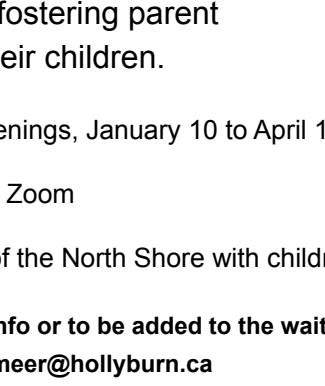 fostering parent
eir children.
enings, January 10 to April 1
Zoom
of the North Shore with childr
nfo or to be added to the wait
meer@hollyburn.ca